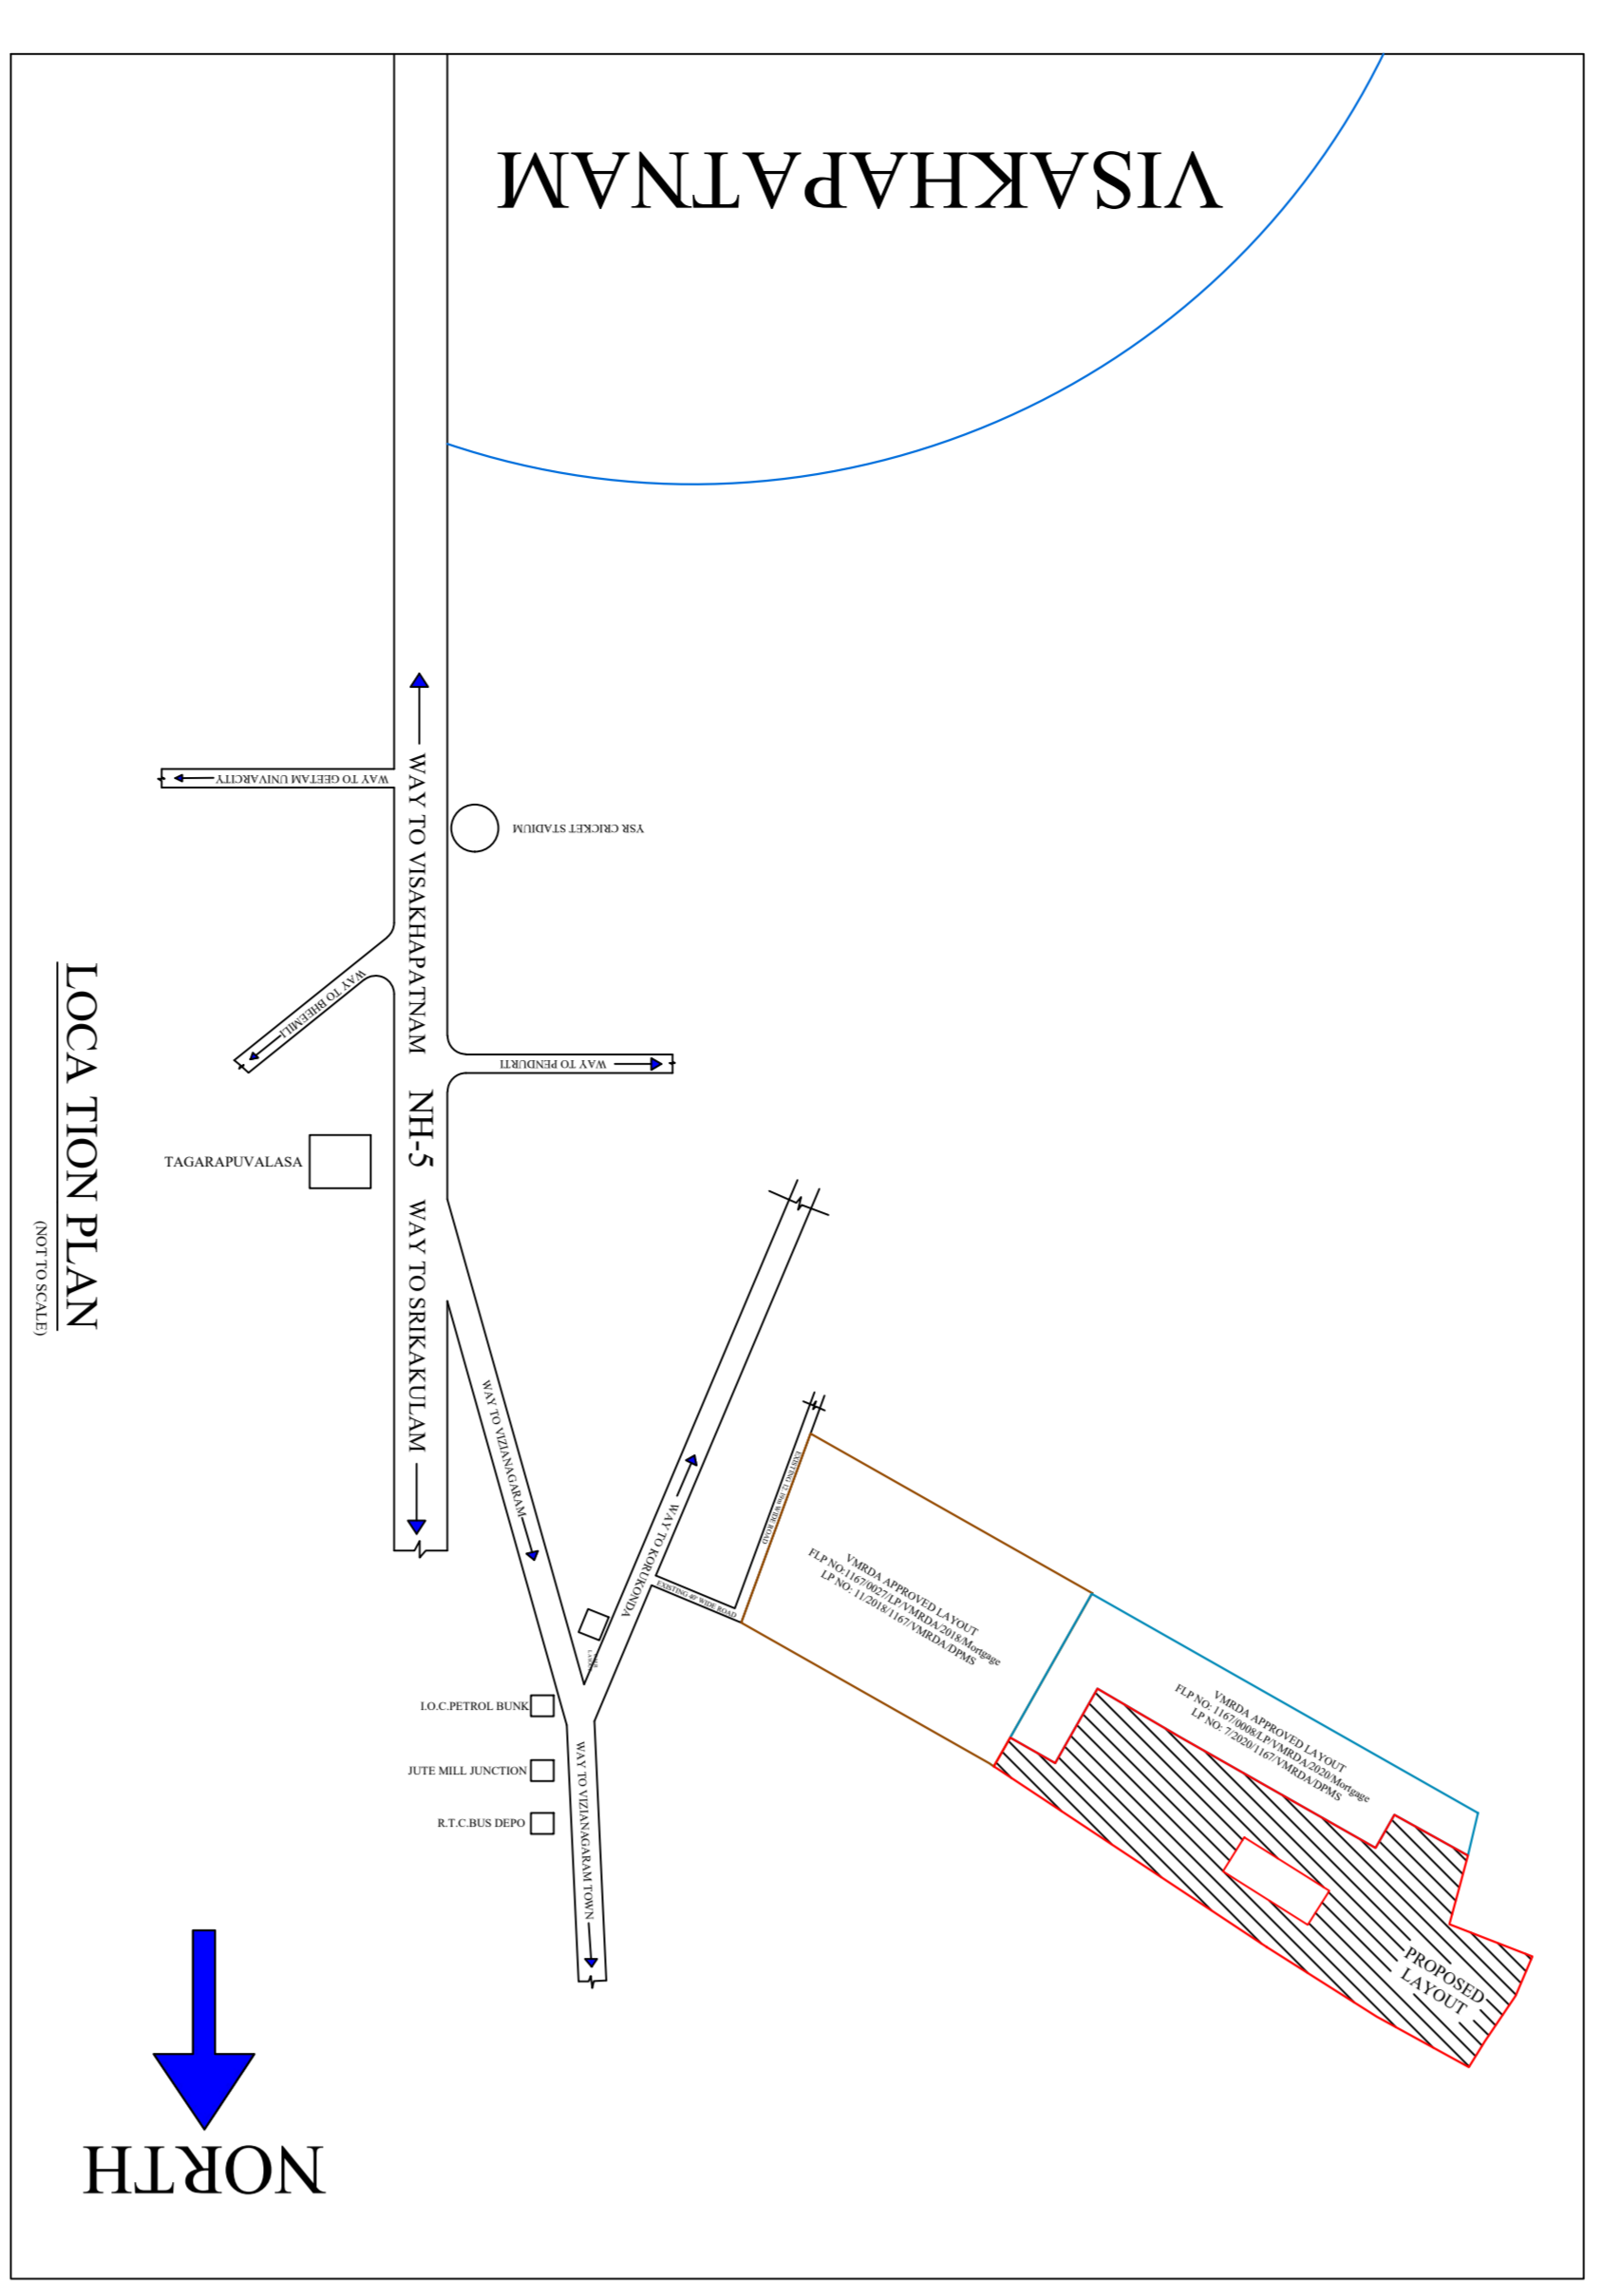 VISAKHAPATNAM
WAY TO GEETAM UNIVARCITY
YSR CRICKET STADIUM
WAY TO VISAKHAPATNAM
WAY TO BHEEMILI
WAY TO PENDURTI
NH-5
TAGARAPUVALASA
WAY TO SRIKAKULAM
LOCA TION PLAN
(NOT TO SCALE)
WAY TO VIZIANAGARAM
WAY TO KORUKONDA
EXISTING 40' WIDE ROAD
WIDE ROAD
VMRDA APPROVED LAYOUT
FLP NO:1167/0027/LP/VMRDA/2018/Mortgage
LP NO: 11/2018/1167/VMRDA/DPMS
VMRDA APPROVED LAYOUT
FLP NO: 1167/0008/LP/VMRDA/2020/Mortgage
LP NO: 7/2020/1167/VMRDA/DPMS
I.O.C.PETROL BUNK
JUTE MILL JUNCTION
R.T.C.BUS DEPO
WAY TO VIZIANAGARAM TOWN
PROPOSED
LAYOUT
NORTH